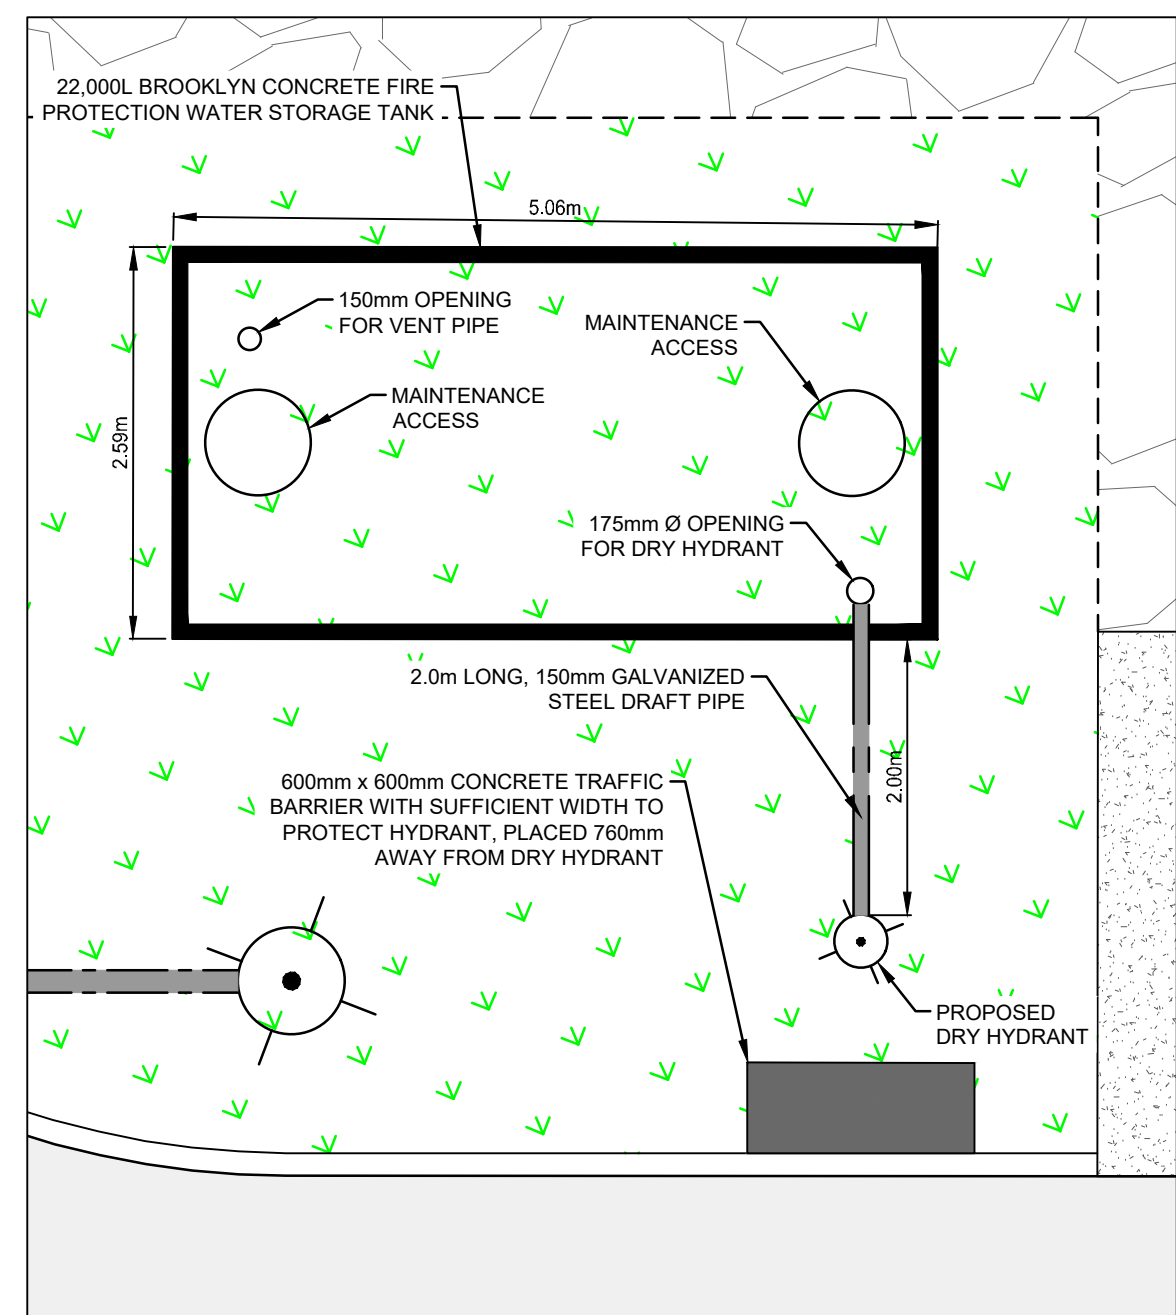 22,000L BROOKLYN CONCRETE FIRE
PROTECTION WATER STORAGE TANK
5.06m
150mm OPENING
FOR VENT PIPE
MAINTENANCE
ACCESS
MAINTENANCE
ACCESS
2.59m
175mm Ø OPENING
FOR DRY HYDRANT
2.0m LONG, 150mm GALVANIZED
STEEL DRAFT PIPE
2.00m
600mm x 600mm CONCRETE TRAFFIC
BARRIER WITH SUFFICIENT WIDTH TO
PROTECT HYDRANT, PLACED 760mm
AWAY FROM DRY HYDRANT
PROPOSED
DRY HYDRANT